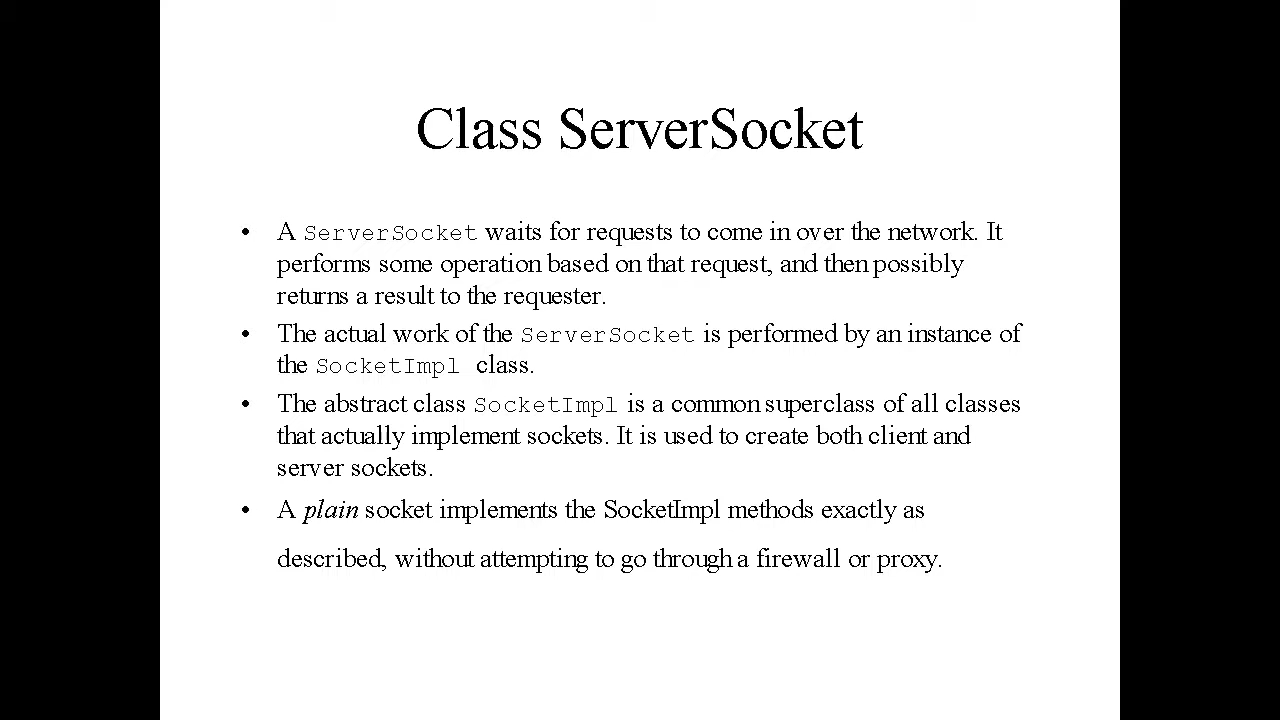 Class ServerSocket
• A ServerSocket waits for requests to come in over the network. It
performs some operation based on that request, and then possibly
returns a result to the requester.
• The actual work of the ServerSocket is performed by an instance of
the SocketImpl class.
• The abstract class SocketImpl is a common superclass of all classes
that actually implement sockets. It is used to create both client and
server sockets.
• A plain socket implements the SocketImpl methods exactly as
described, without attempting to go through a firewall or proxy.